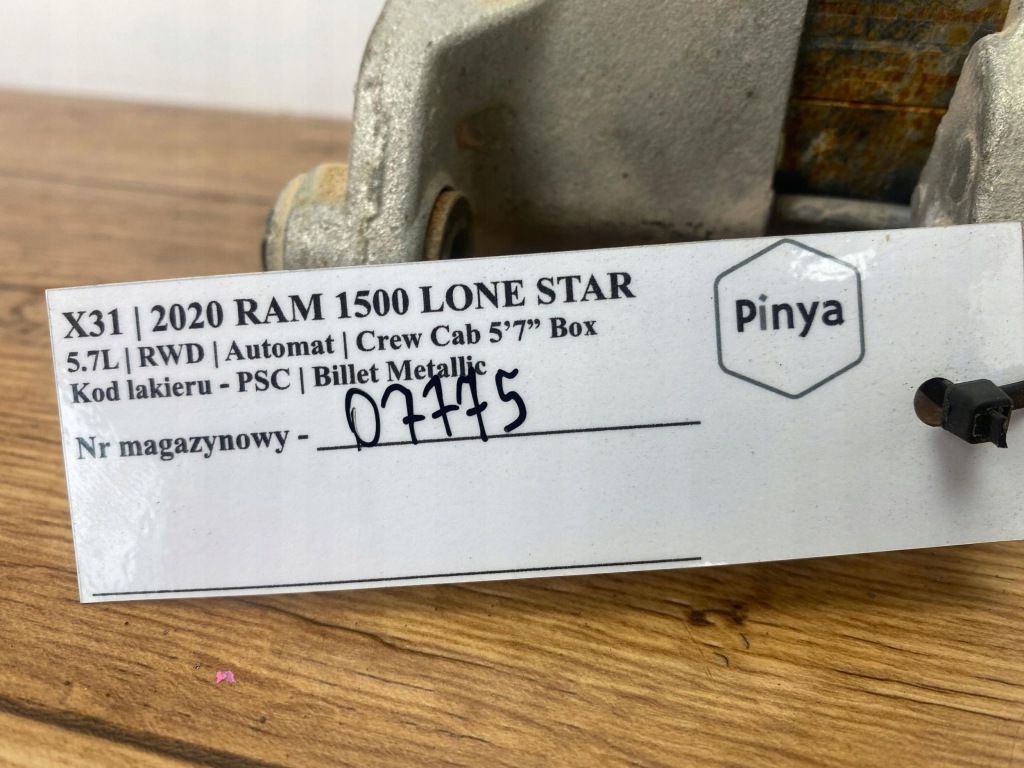 X31 | 2020 RAM 1500 LONE STAR
5.7L | RWD | Automat | Crew Cab 5’7” Box
Kod lakieru - PSC | Billet Metallic
Nr magazynowy - 07775
Pinya